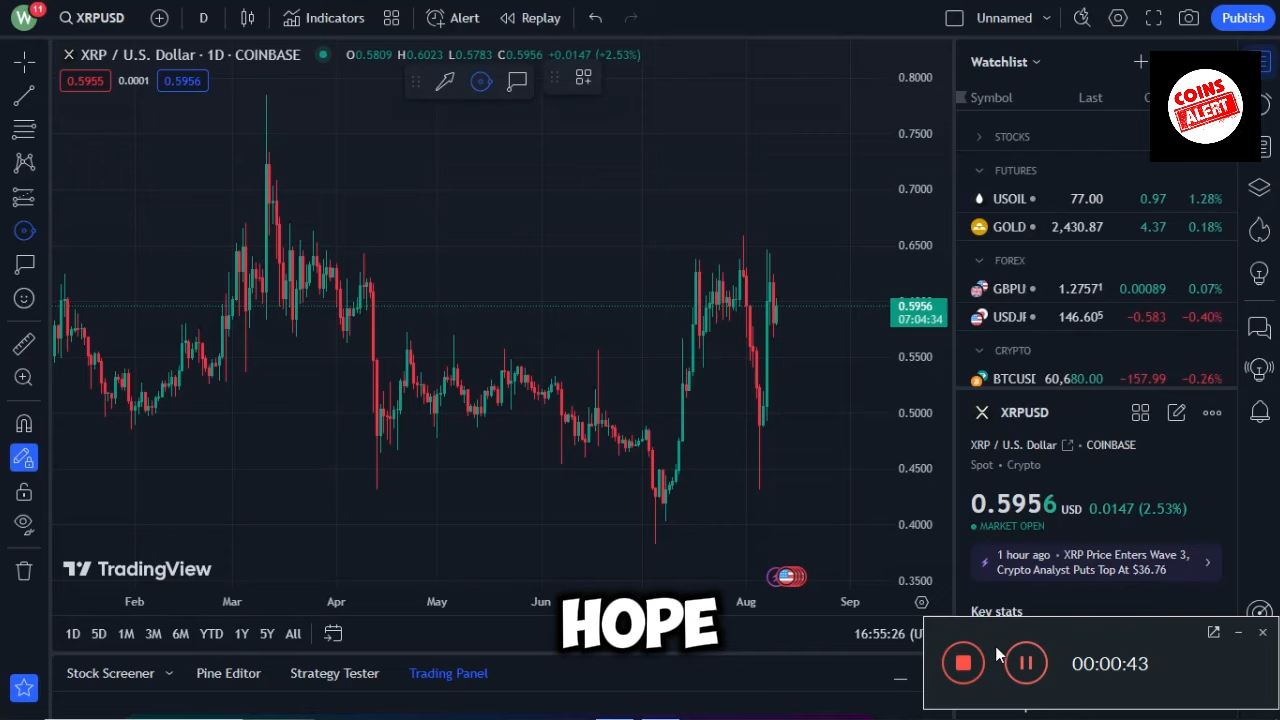 W 11 XRPUSD D Indicators Alert Replay Unnamed Publish
XRP / U.S. Dollar · 1D · COINBASE O0.5809 H0.6023 L0.5783 C0.5956 +0.0147 (+2.53%)
0.5955 0.0001 0.5956
0.8000
0.7500
0.7000
0.6500
0.5956
07:04:34
0.5500
0.5000
0.4500
0.4000
0.3500
TradingView
Feb Mar Apr May Jun Aug Sep
HOPE
1D 5D 1M 3M 6M YTD 1Y 5Y All 16:55:26 (U
Stock Screener Pine Editor Strategy Tester Trading Panel
Watchlist
COINS
ALERT
Symbol Last C
STOCKS
FUTURES
USOIL 77.00 0.97 1.28%
GOLD 2,430.87 4.37 0.18%
FOREX
GBPU 1.2757¹ 0.00089 0.07%
USDJF 146.60⁵ −0.583 −0.40%
CRYPTO
BTCUSD 60,680.00 −157.99 −0.26%
XRPUSD
XRP / U.S. Dollar • COINBASE
Spot • Crypto
0.5956 USD 0.0147 (2.53%)
MARKET OPEN
1 hour ago • XRP Price Enters Wave 3,
Crypto Analyst Puts Top At $36.76
Key stats
00:00:43